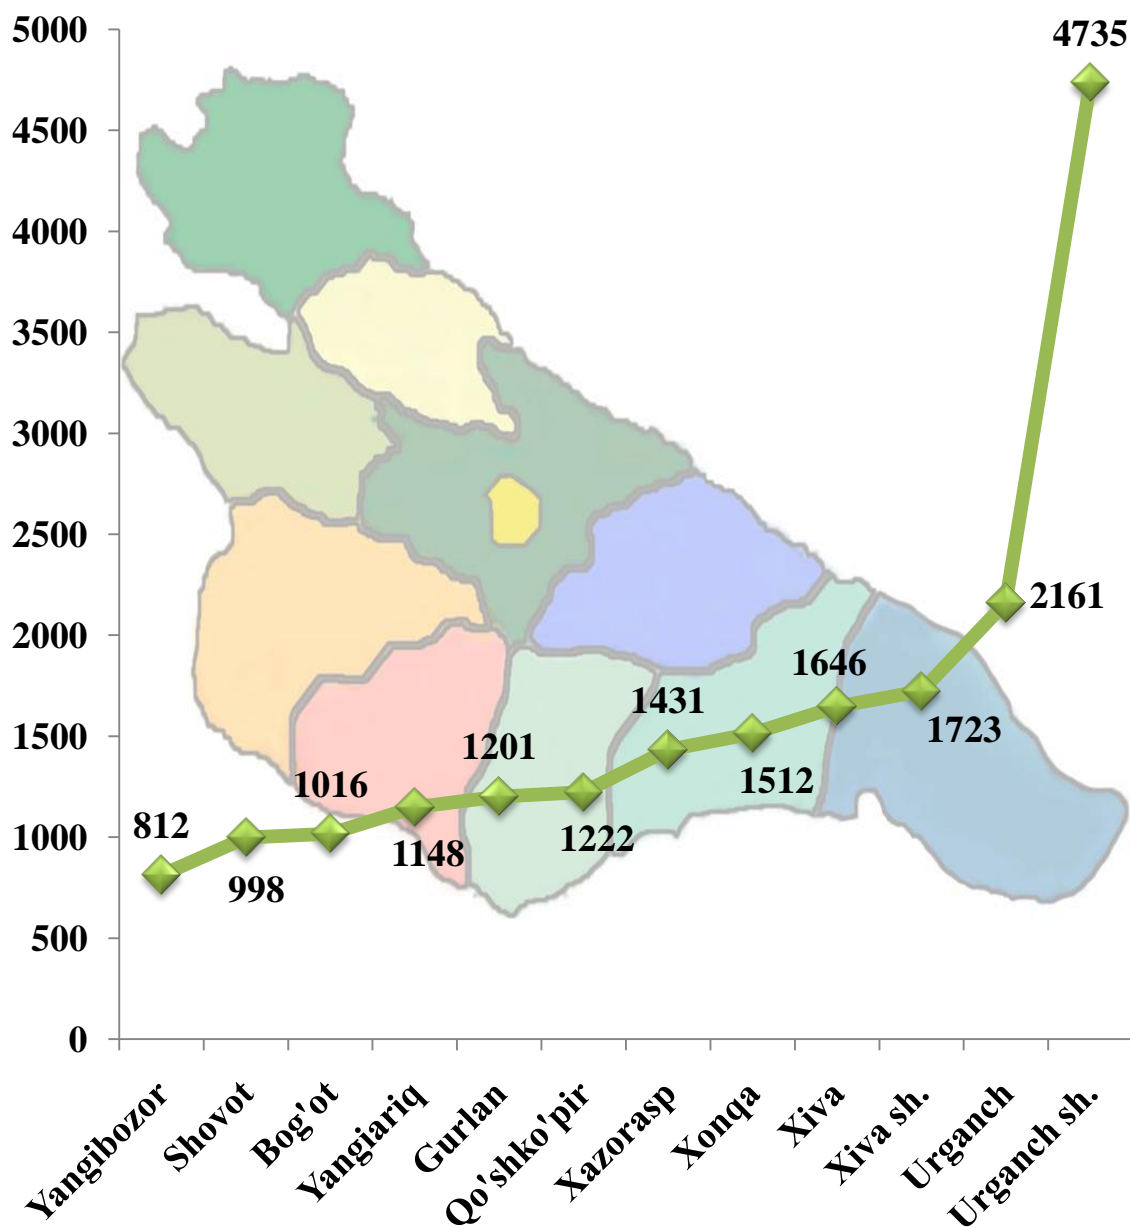 5000
4500
4000
3500
3000
2500
2000
1500
1000
500
0
812
998
1016
1148
1201
1222
1431
1512
1646
1723
2161
4735
Yangibozor
Shovot
Bog'ot
Yangiariq
Gurlan
Qo'shko'pir
Xazorasp
Xonqa
Xiva
Xiva sh.
Urganch
Urganch sh.